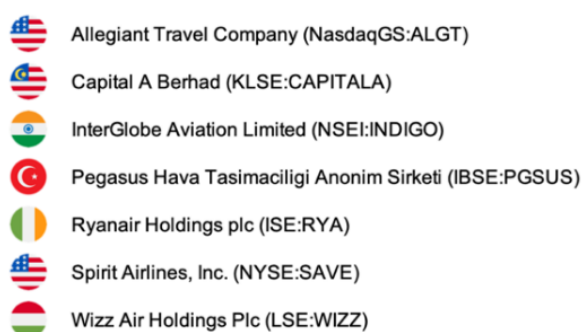 Allegiant Travel Company (NasdaqGS:ALGT)
Capital A Berhad (KLSE:CAPITALA)
InterGlobe Aviation Limited (NSEI:INDIGO)
Pegasus Hava Tasimaciligi Anonim Sirketi (IBSE:PGSUS)
Ryanair Holdings plc (ISE:RYA)
Spirit Airlines, Inc. (NYSE:SAVE)
Wizz Air Holdings Plc (LSE:WIZZ)